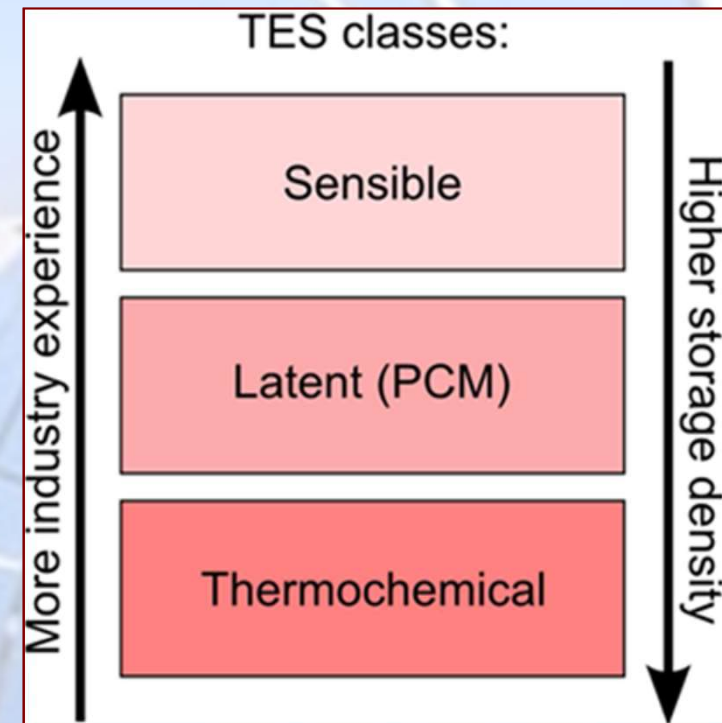 TES classes:
More industry experience
Sensible
Latent (PCM)
Thermochemical
Higher storage density